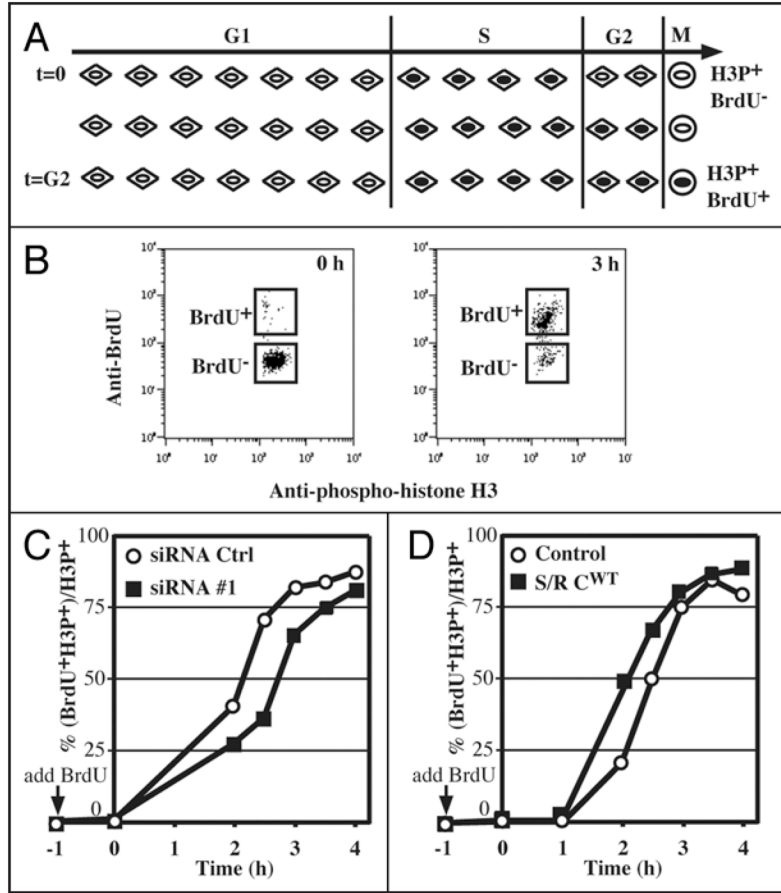 A
G1 S G2 M
t=0
H3P+
BrdU-
t=G2
H3P+
BrdU+
B
0 h 3 h
BrdU+ BrdU+
BrdU- BrdU-
Anti-BrdU
Anti-phospho-histone H3
C
% (BrdU+H3P+)/H3P+
100
75
50
25
0
siRNA Ctrl
siRNA #1
add BrdU
-1 0 2 3 4
Time (h)
D
% (BrdU+H3P+)/H3P+
100
75
50
25
0
Control
S/R CWT
add BrdU
-1 0 1 2 3 4
Time (h)